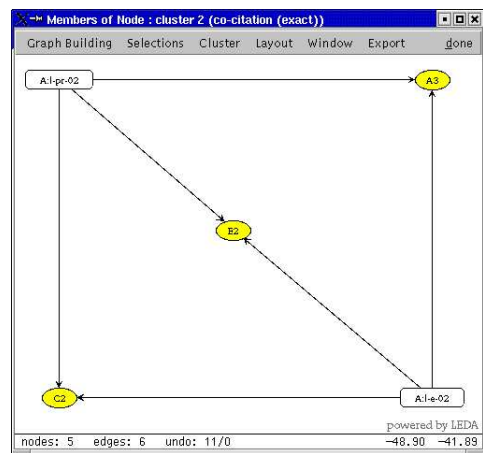 Members of Node : cluster 2 (co-citation (exact))
Graph Building Selections Cluster Layout Window Export done
A:l-pr-02
A3
B2
C2
A:l-e-02
powered by LEDA
nodes: 5 edges: 6 undo: 11/0 -48.90 -41.89